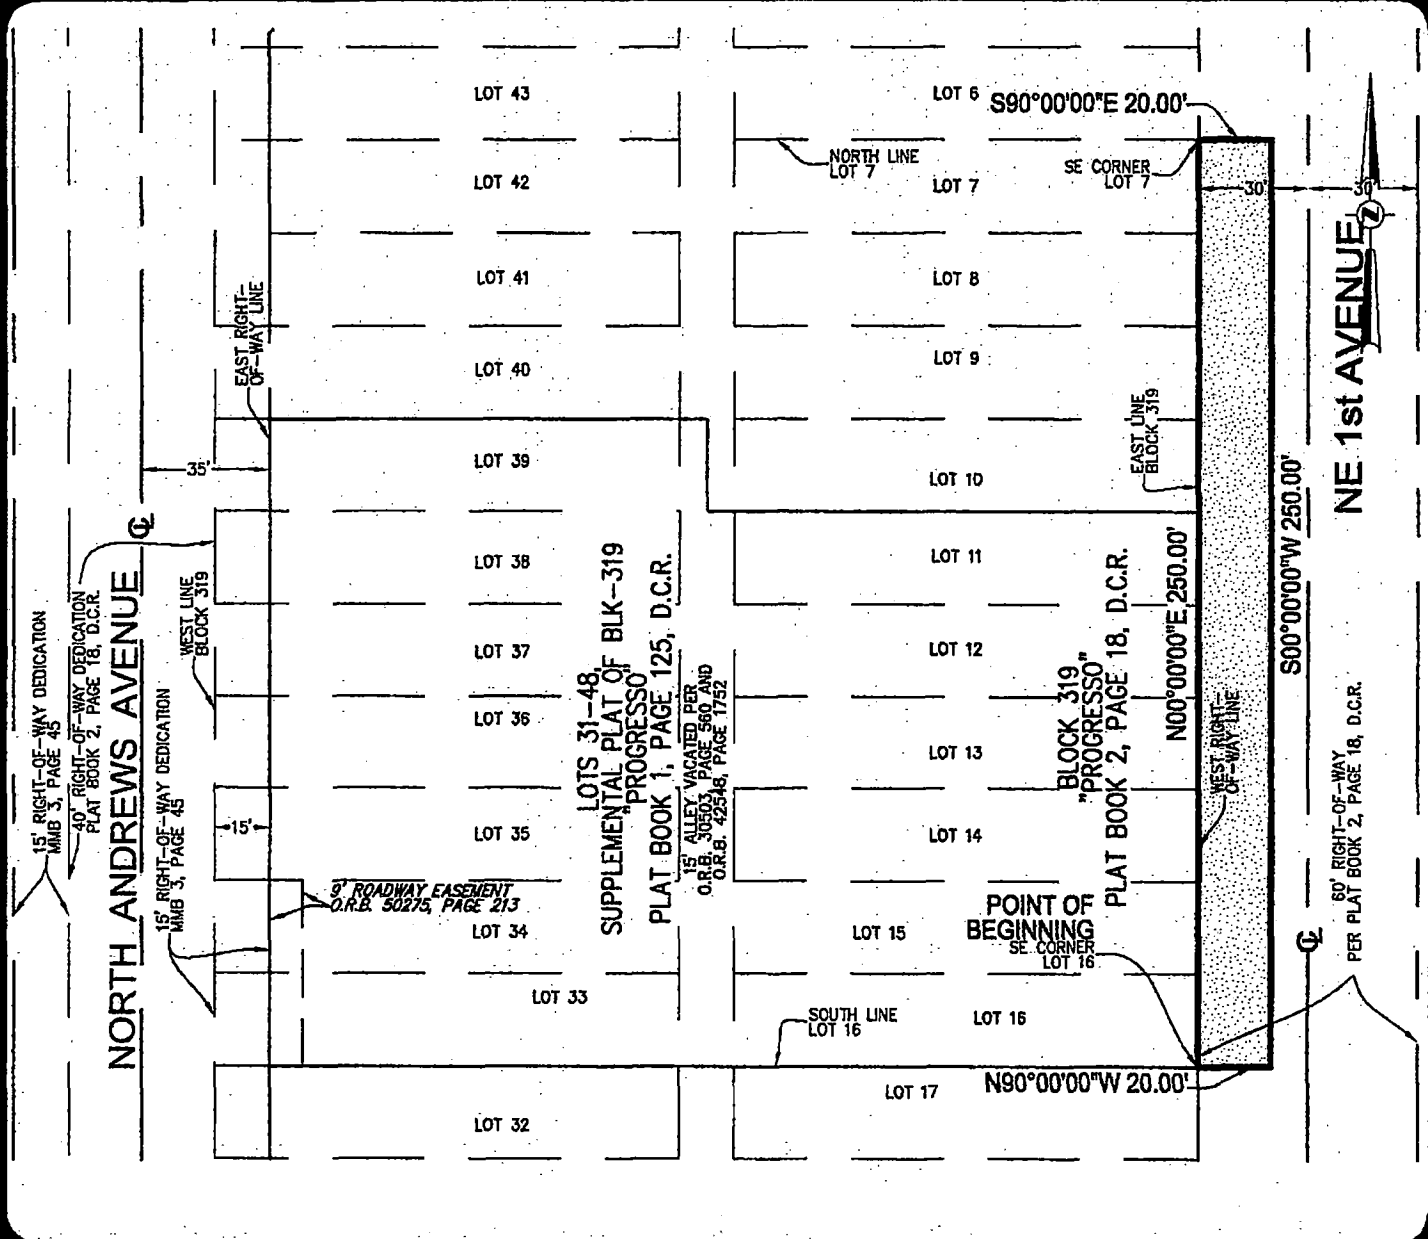 LOT 43
LOT 6
S90°00'00"E 20.00'
NORTH LINE
LOT 7
SE CORNER
LOT 7
LOT 42
LOT 7
30'
30'
N
LOT 41
LOT 8
EAST RIGHT-
OF-WAY LINE
LOT 40
LOT 9
NE 1st AVENUE
EAST LINE
BLOCK 319
35'
LOT 39
LOT 10
S00°00'00"W 250.00'
℄
LOT 38
LOT 11
N00°00'00"E 250.00'
15' RIGHT-OF-WAY DEDICATION
MMB 3, PAGE 45
40' RIGHT-OF-WAY DEDICATION
PLAT BOOK 2, PAGE 18, D.C.R.
NORTH ANDREWS AVENUE
WEST LINE
BLOCK 319
15' RIGHT-OF-WAY DEDICATION
MMB 3, PAGE 45
LOT 37
LOT 12
LOT 36
LOT 13
LOTS 31-48,
SUPPLEMENTAL PLAT OF BLK-319
"PROGRESSO"
PLAT BOOK 1, PAGE 125, D.C.R.
15' ALLEY VACATED PER
O.R.B. 30503, PAGE 560 AND
O.R.B. 42548, PAGE 1752
BLOCK 319
"PROGRESSO"
PLAT BOOK 2, PAGE 18, D.C.R.
WEST RIGHT-
OF-WAY LINE
60' RIGHT-OF-WAY
PER PLAT BOOK 2, PAGE 18, D.C.R.
15'
LOT 35
LOT 14
9' ROADWAY EASEMENT
O.R.B. 50275, PAGE 213
LOT 34
LOT 15
POINT OF
BEGINNING
SE CORNER
LOT 16
℄
LOT 33
SOUTH LINE
LOT 16
LOT 16
N90°00'00"W 20.00'
LOT 17
LOT 32